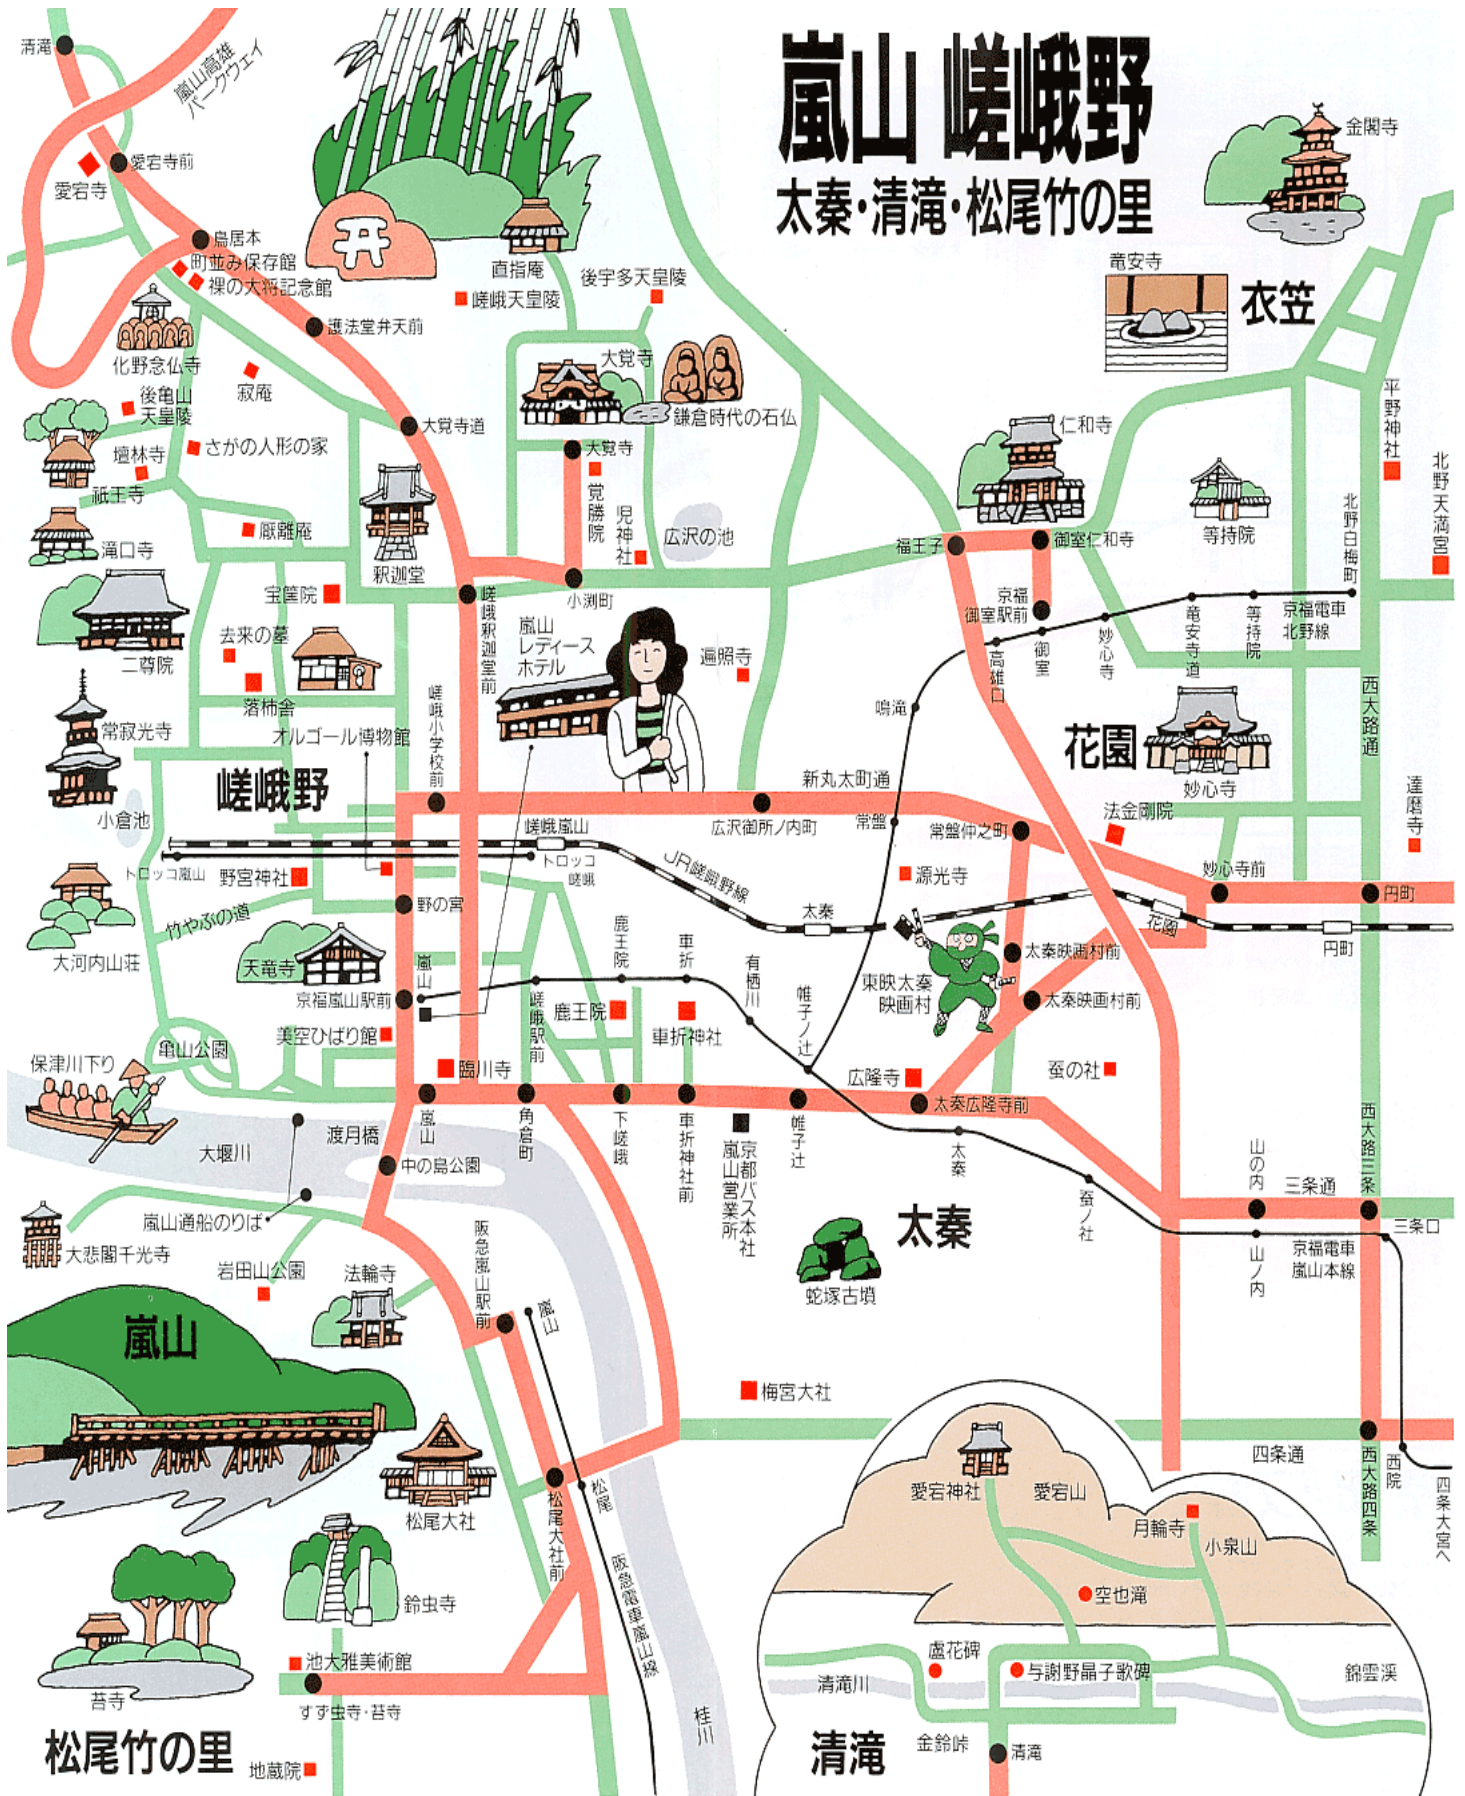 嵐山 嵯峨野
太秦・清滝・松尾竹の里
清滝
嵐山高雄
パークウェイ
愛宕寺前
愛宕寺
鳥居本
町並み保存館
裸の大将記念館
護法堂弁天前
化野念仏寺
後亀山
天皇陵
寂庵
大覚寺道
さがの人形の家
壇林寺
祇王寺
滝口寺
厭離庵
釈迦堂
宝筐院
二尊院
去来の墓
落柿舎
常寂光寺
オルゴール博物館
嵯峨野
小倉池
直指庵
嵯峨天皇陵
後宇多天皇陵
大覚寺
鎌倉時代の石仏
大覚寺
覚勝院
児神社
広沢の池
小渕町
嵯峨釈迦堂前
嵐山
レディース
ホテル
遍照寺
嵯峨小学校前
金閣寺
竜安寺
衣笠
平野神社
北野天満宮
仁和寺
等持院
北野白梅町
福王子
御室仁和寺
京福
御室駅前
京福電車
北野線
高雄口
御室
妙心寺
竜安寺道
等持院
鳴滝
花園
妙心寺
西大路通
達磨寺
新丸太町通
広沢御所ノ内町
常盤
常盤仲之町
法金剛院
妙心寺前
円町
源光寺
嵯峨嵐山
トロッコ嵐山
トロッコ
嵯峨
JR嵯峨野線
太秦
花園
円町
野宮神社
野の宮
竹やぶの道
大河内山荘
天竜寺
嵐山
京福嵐山駅前
美空ひばり館
亀山公園
保津川下り
臨川寺
嵯峨駅前
鹿王院
鹿王院
車折
車折神社
有栖川
帷子ノ辻
東映太秦
映画村
太秦映画村前
太秦映画村前
蚕の社
広隆寺
太秦広隆寺前
嵐山
角倉町
下嵯峨
車折神社前
京都バス本社
嵐山営業所
帷子辻
太秦
蚕ノ社
山の内
三条通
西大路三条
三条口
山ノ内
京福電車
嵐山本線
大堰川
渡月橋
中の島公園
嵐山通船のりば
大悲閣千光寺
岩田山公園
法輪寺
阪急嵐山駅前
嵐山
太秦
蛇塚古墳
嵐山
梅宮大社
四条通
西大路四条
西院
四条大宮へ
松尾大社
松尾大社前
松尾
阪急電車嵐山線
鈴虫寺
池大雅美術館
すず虫寺・苔寺
苔寺
松尾竹の里
地蔵院
桂川
愛宕神社
愛宕山
月輪寺
小泉山
空也滝
盧花碑
与謝野晶子歌碑
清滝川
錦雲渓
金鈴峠
清滝
清滝